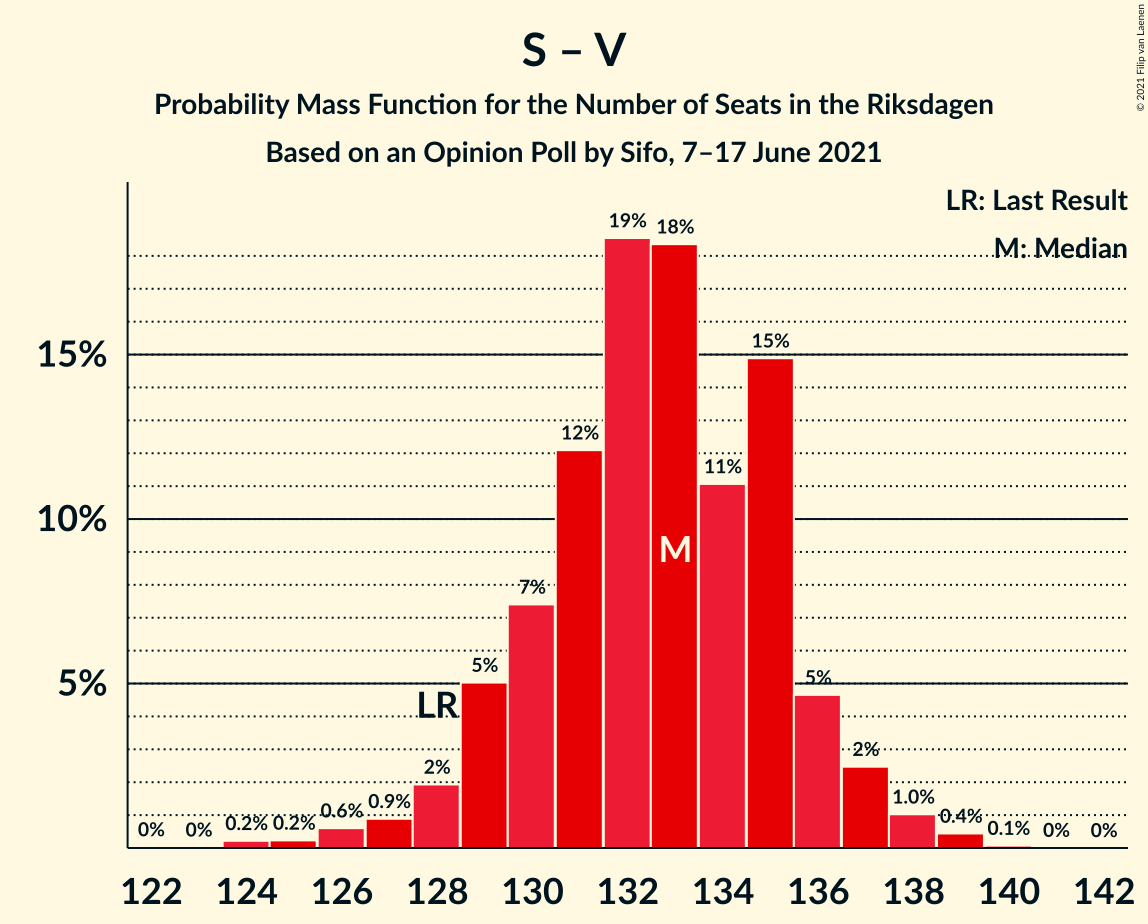 © 2021 Filip van Laenen
S – V
Probability Mass Function for the Number of Seats in the Riksdagen
Based on an Opinion Poll by Sifo, 7–17 June 2021
LR: Last Result
M: Median
15%
10%
5%
0% 0% 0.2% 0.2% 0.6% 0.9% 2% 5% 7% 12% 19% 18% 11% 15% 5% 2% 1.0% 0.4% 0.1% 0% 0%
LR
M
122 124 126 128 130 132 134 136 138 140 142